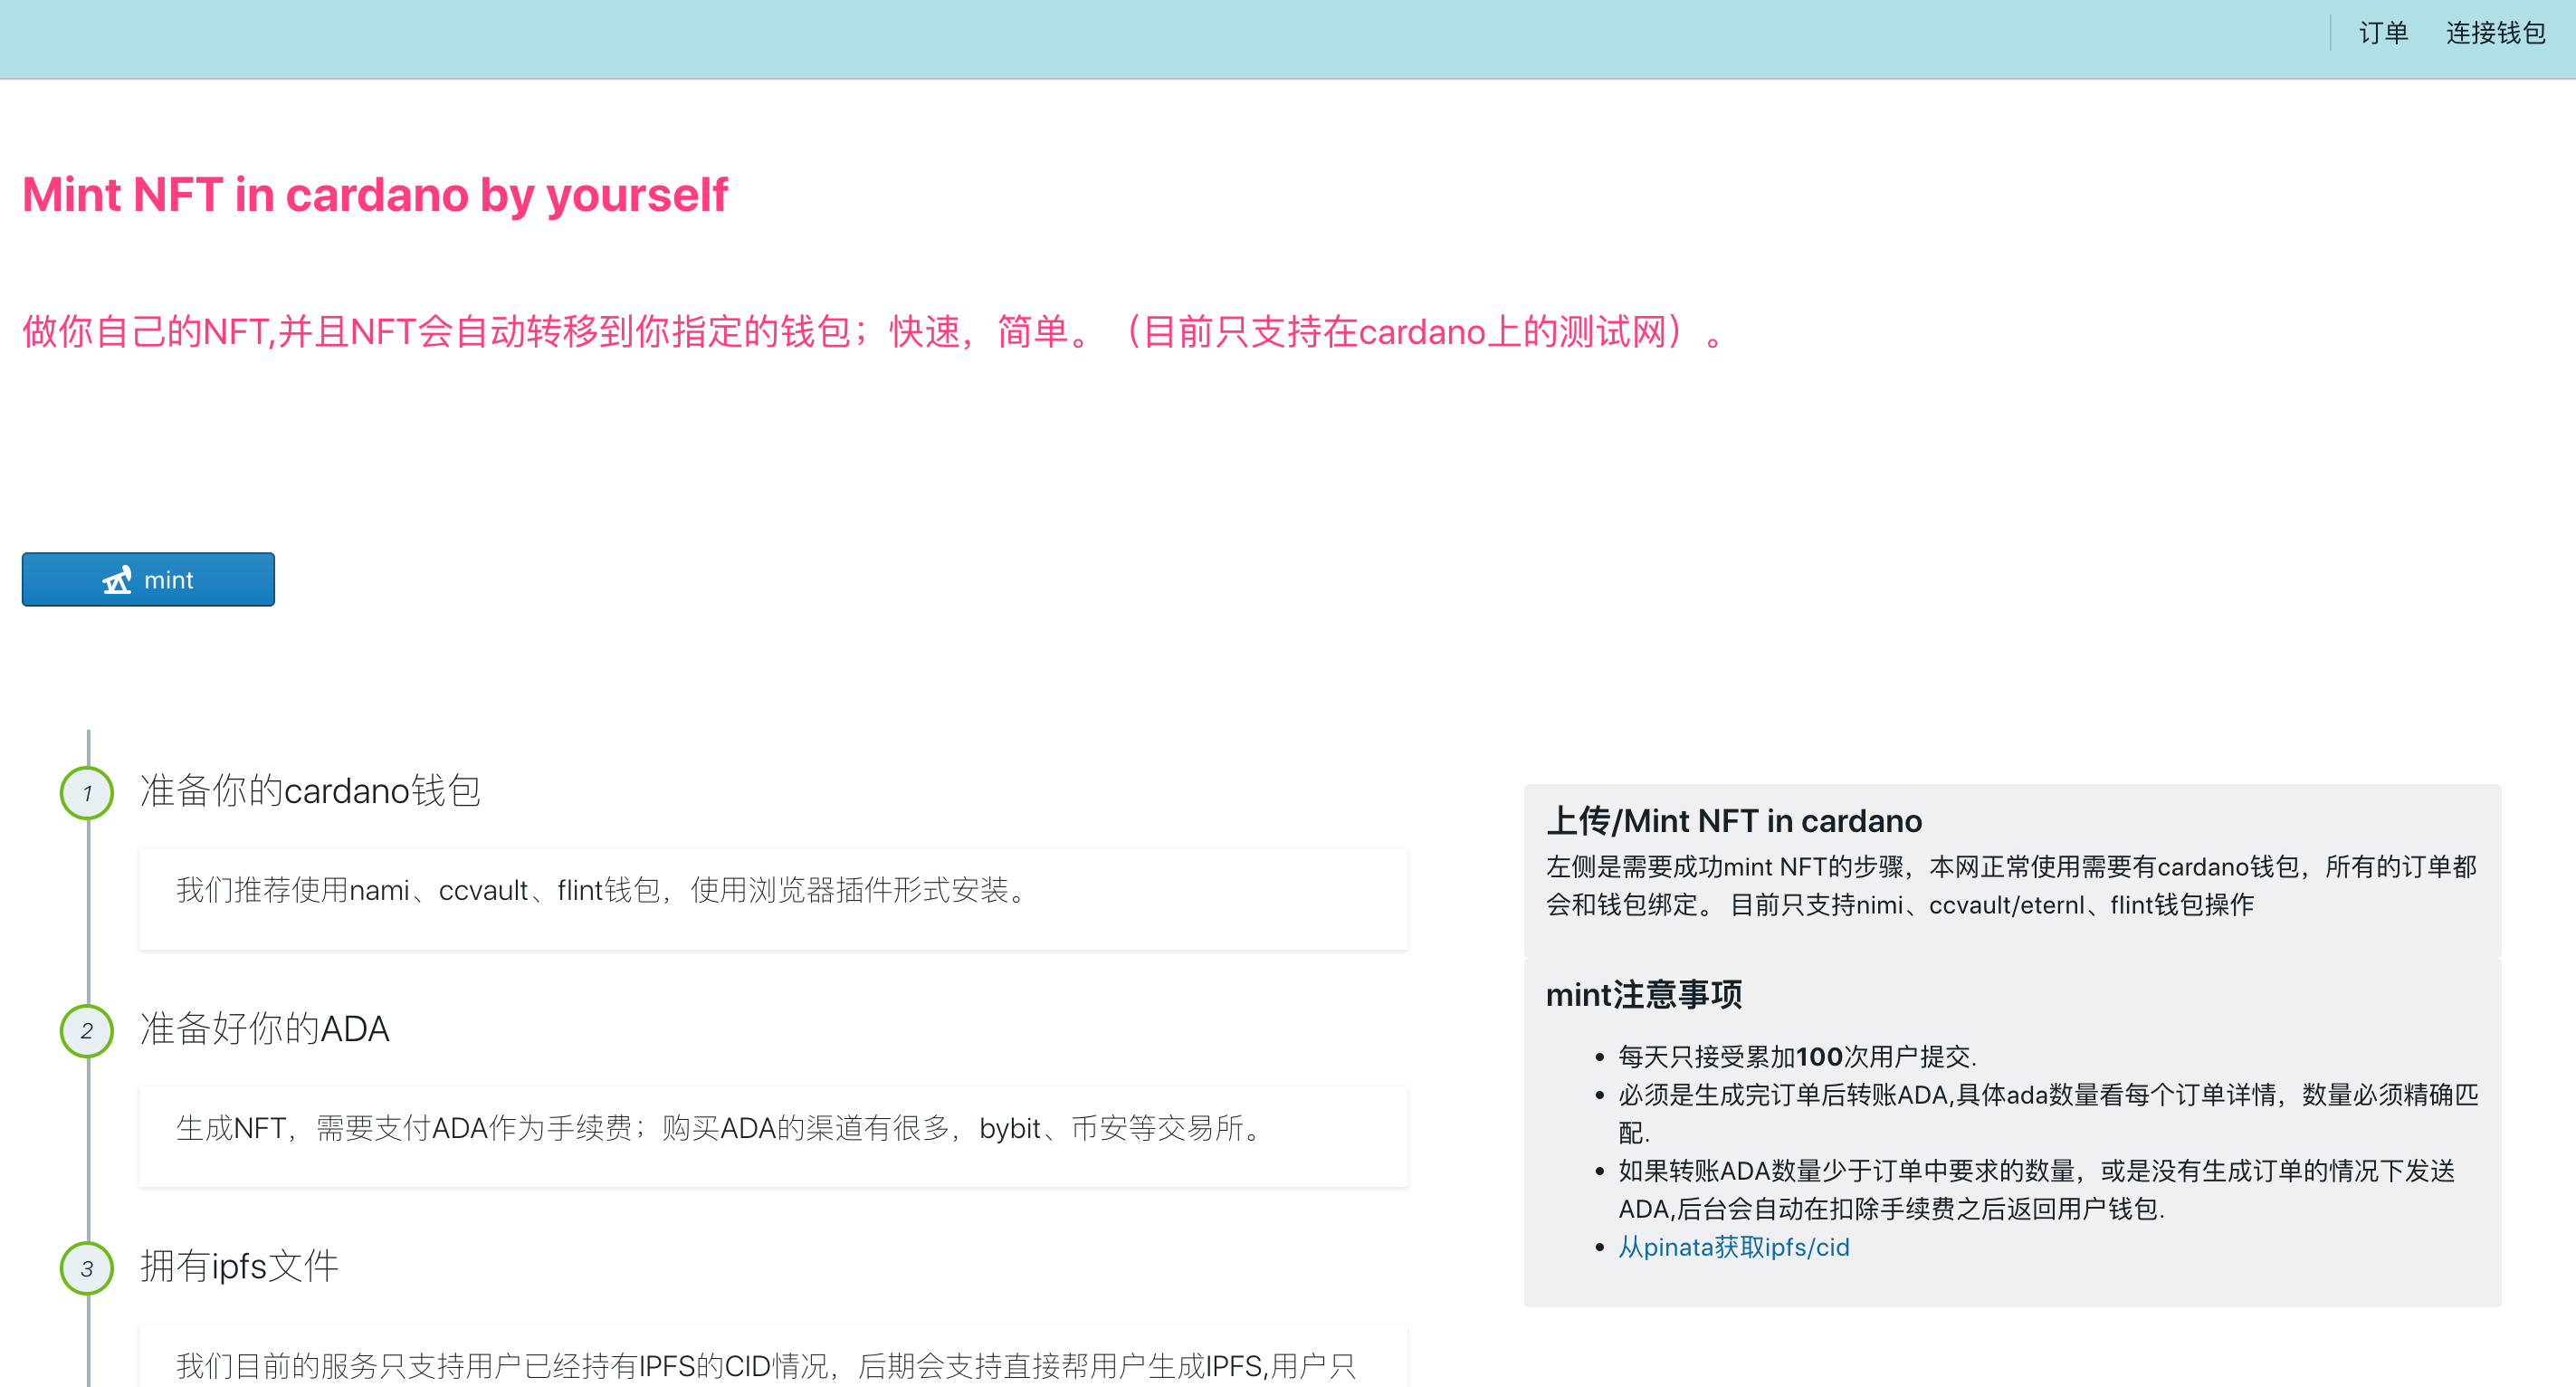 订单 连接钱包
Mint NFT in cardano by yourself
做你自己的NFT,并且NFT会自动转移到你指定的钱包；快速，简单。（目前只支持在cardano上的测试网）。
mint
1 准备你的cardano钱包
我们推荐使用nami、ccvault、flint钱包，使用浏览器插件形式安装。
2 准备好你的ADA
生成NFT，需要支付ADA作为手续费；购买ADA的渠道有很多，bybit、币安等交易所。
3 拥有ipfs文件
我们目前的服务只支持用户已经持有IPFS的CID情况，后期会支持直接帮用户生成IPFS,用户只
上传/Mint NFT in cardano
左侧是需要成功mint NFT的步骤，本网正常使用需要有cardano钱包，所有的订单都
会和钱包绑定。 目前只支持nimi、ccvault/eternl、flint钱包操作
mint注意事项
• 每天只接受累加100次用户提交.
• 必须是生成完订单后转账ADA,具体ada数量看每个订单详情，数量必须精确匹
配.
• 如果转账ADA数量少于订单中要求的数量，或是没有生成订单的情况下发送
ADA,后台会自动在扣除手续费之后返回用户钱包.
• 从pinata获取ipfs/cid